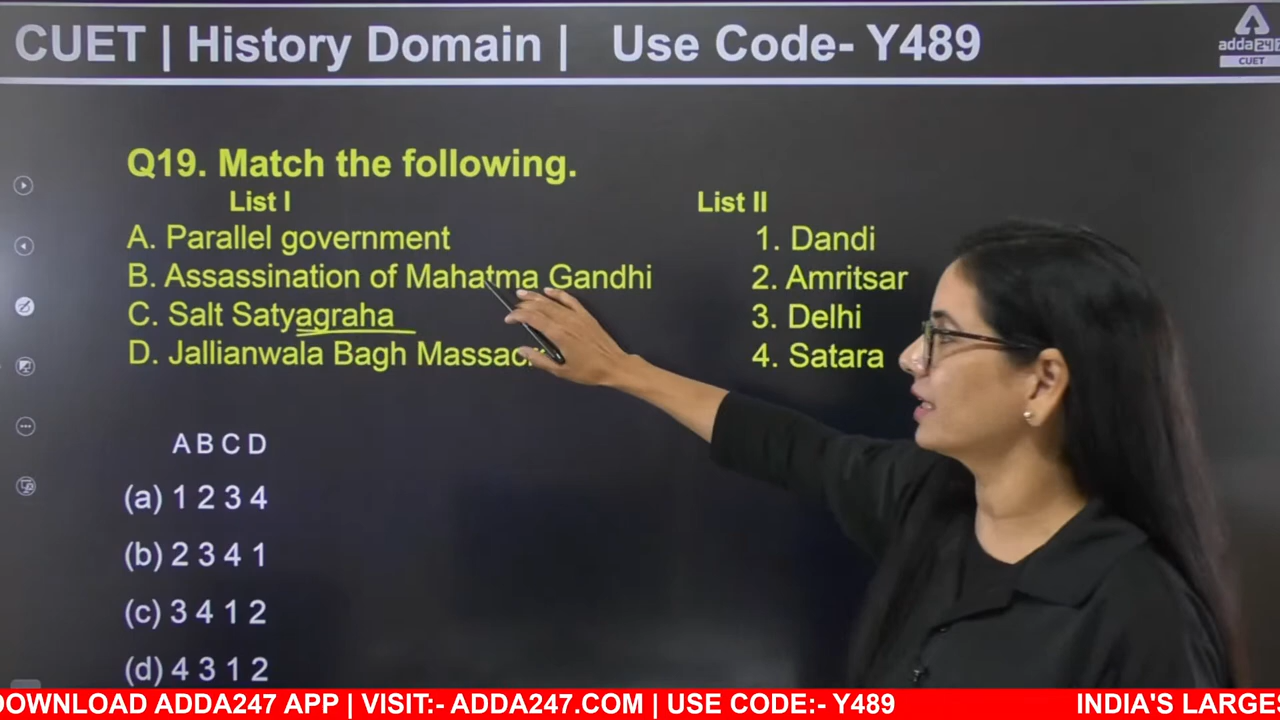 CUET | History Domain | Use Code- Y489
adda247
CUET
Q19. Match the following.
List I List II
A. Parallel government 1. Dandi
B. Assassination of Mahatma Gandhi 2. Amritsar
C. Salt Satyagraha 3. Delhi
D. Jallianwala Bagh 4. Satara
A B C D
(a) 1 2 3 4
(b) 2 3 4 1
(c) 3 4 1 2
(d) 4 3 1 2
DOWNLOAD ADDA247 APP | VISIT:- ADDA247.COM | USE CODE:- Y489 INDIA'S